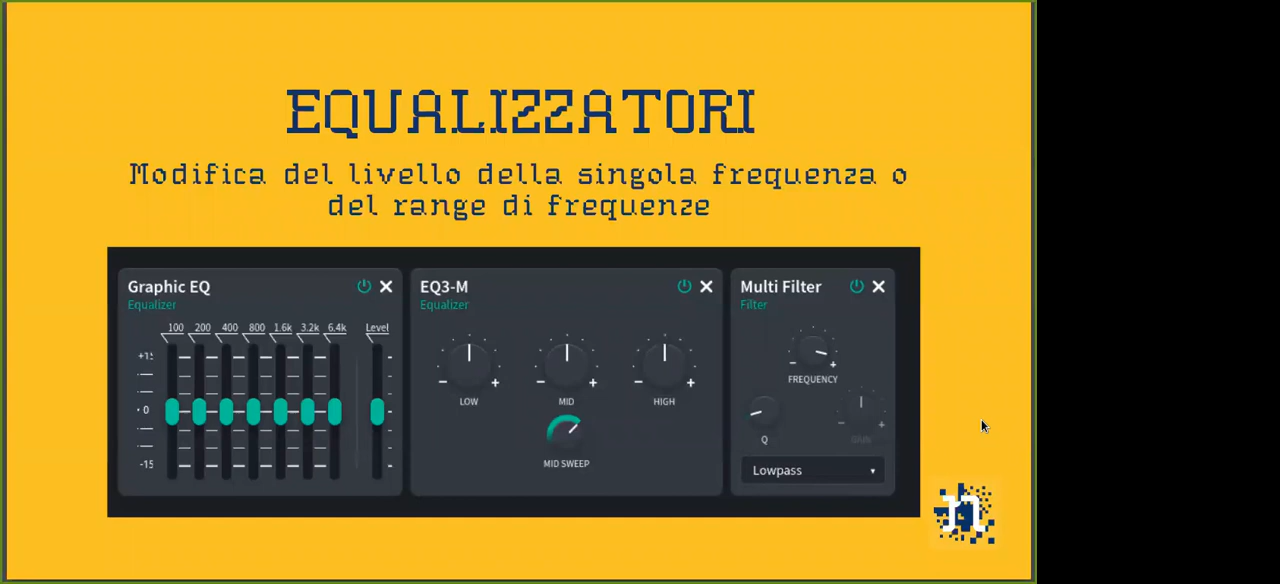 EQUALIZZATORI
Modifica del livello della singola frequenza o
del range di frequenze
Graphic EQ
Equalizer
100 200 400 800 1.6k 3.2k 6.4k Level
0
-15
EQ3-M
Equalizer
LOW MID HIGH
MID SWEEP
Multi Filter
Filter
FREQUENCY
Q GAIN
Lowpass
n